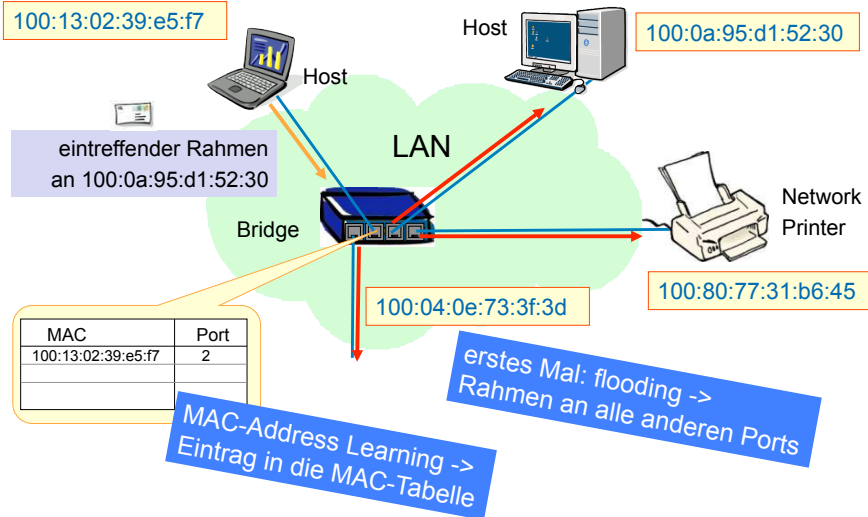 100:13:02:39:e5:f7
Host
100:0a:95:d1:52:30
Host
eintreffender Rahmen
an 100:0a:95:d1:52:30
LAN
Bridge
Network
Printer
100:80:77:31:b6:45
100:04:0e:73:3f:3d
MAC Port
100:13:02:39:e5:f7 2
erstes Mal: flooding ->
Rahmen an alle anderen Ports
MAC-Address Learning ->
Eintrag in die MAC-Tabelle